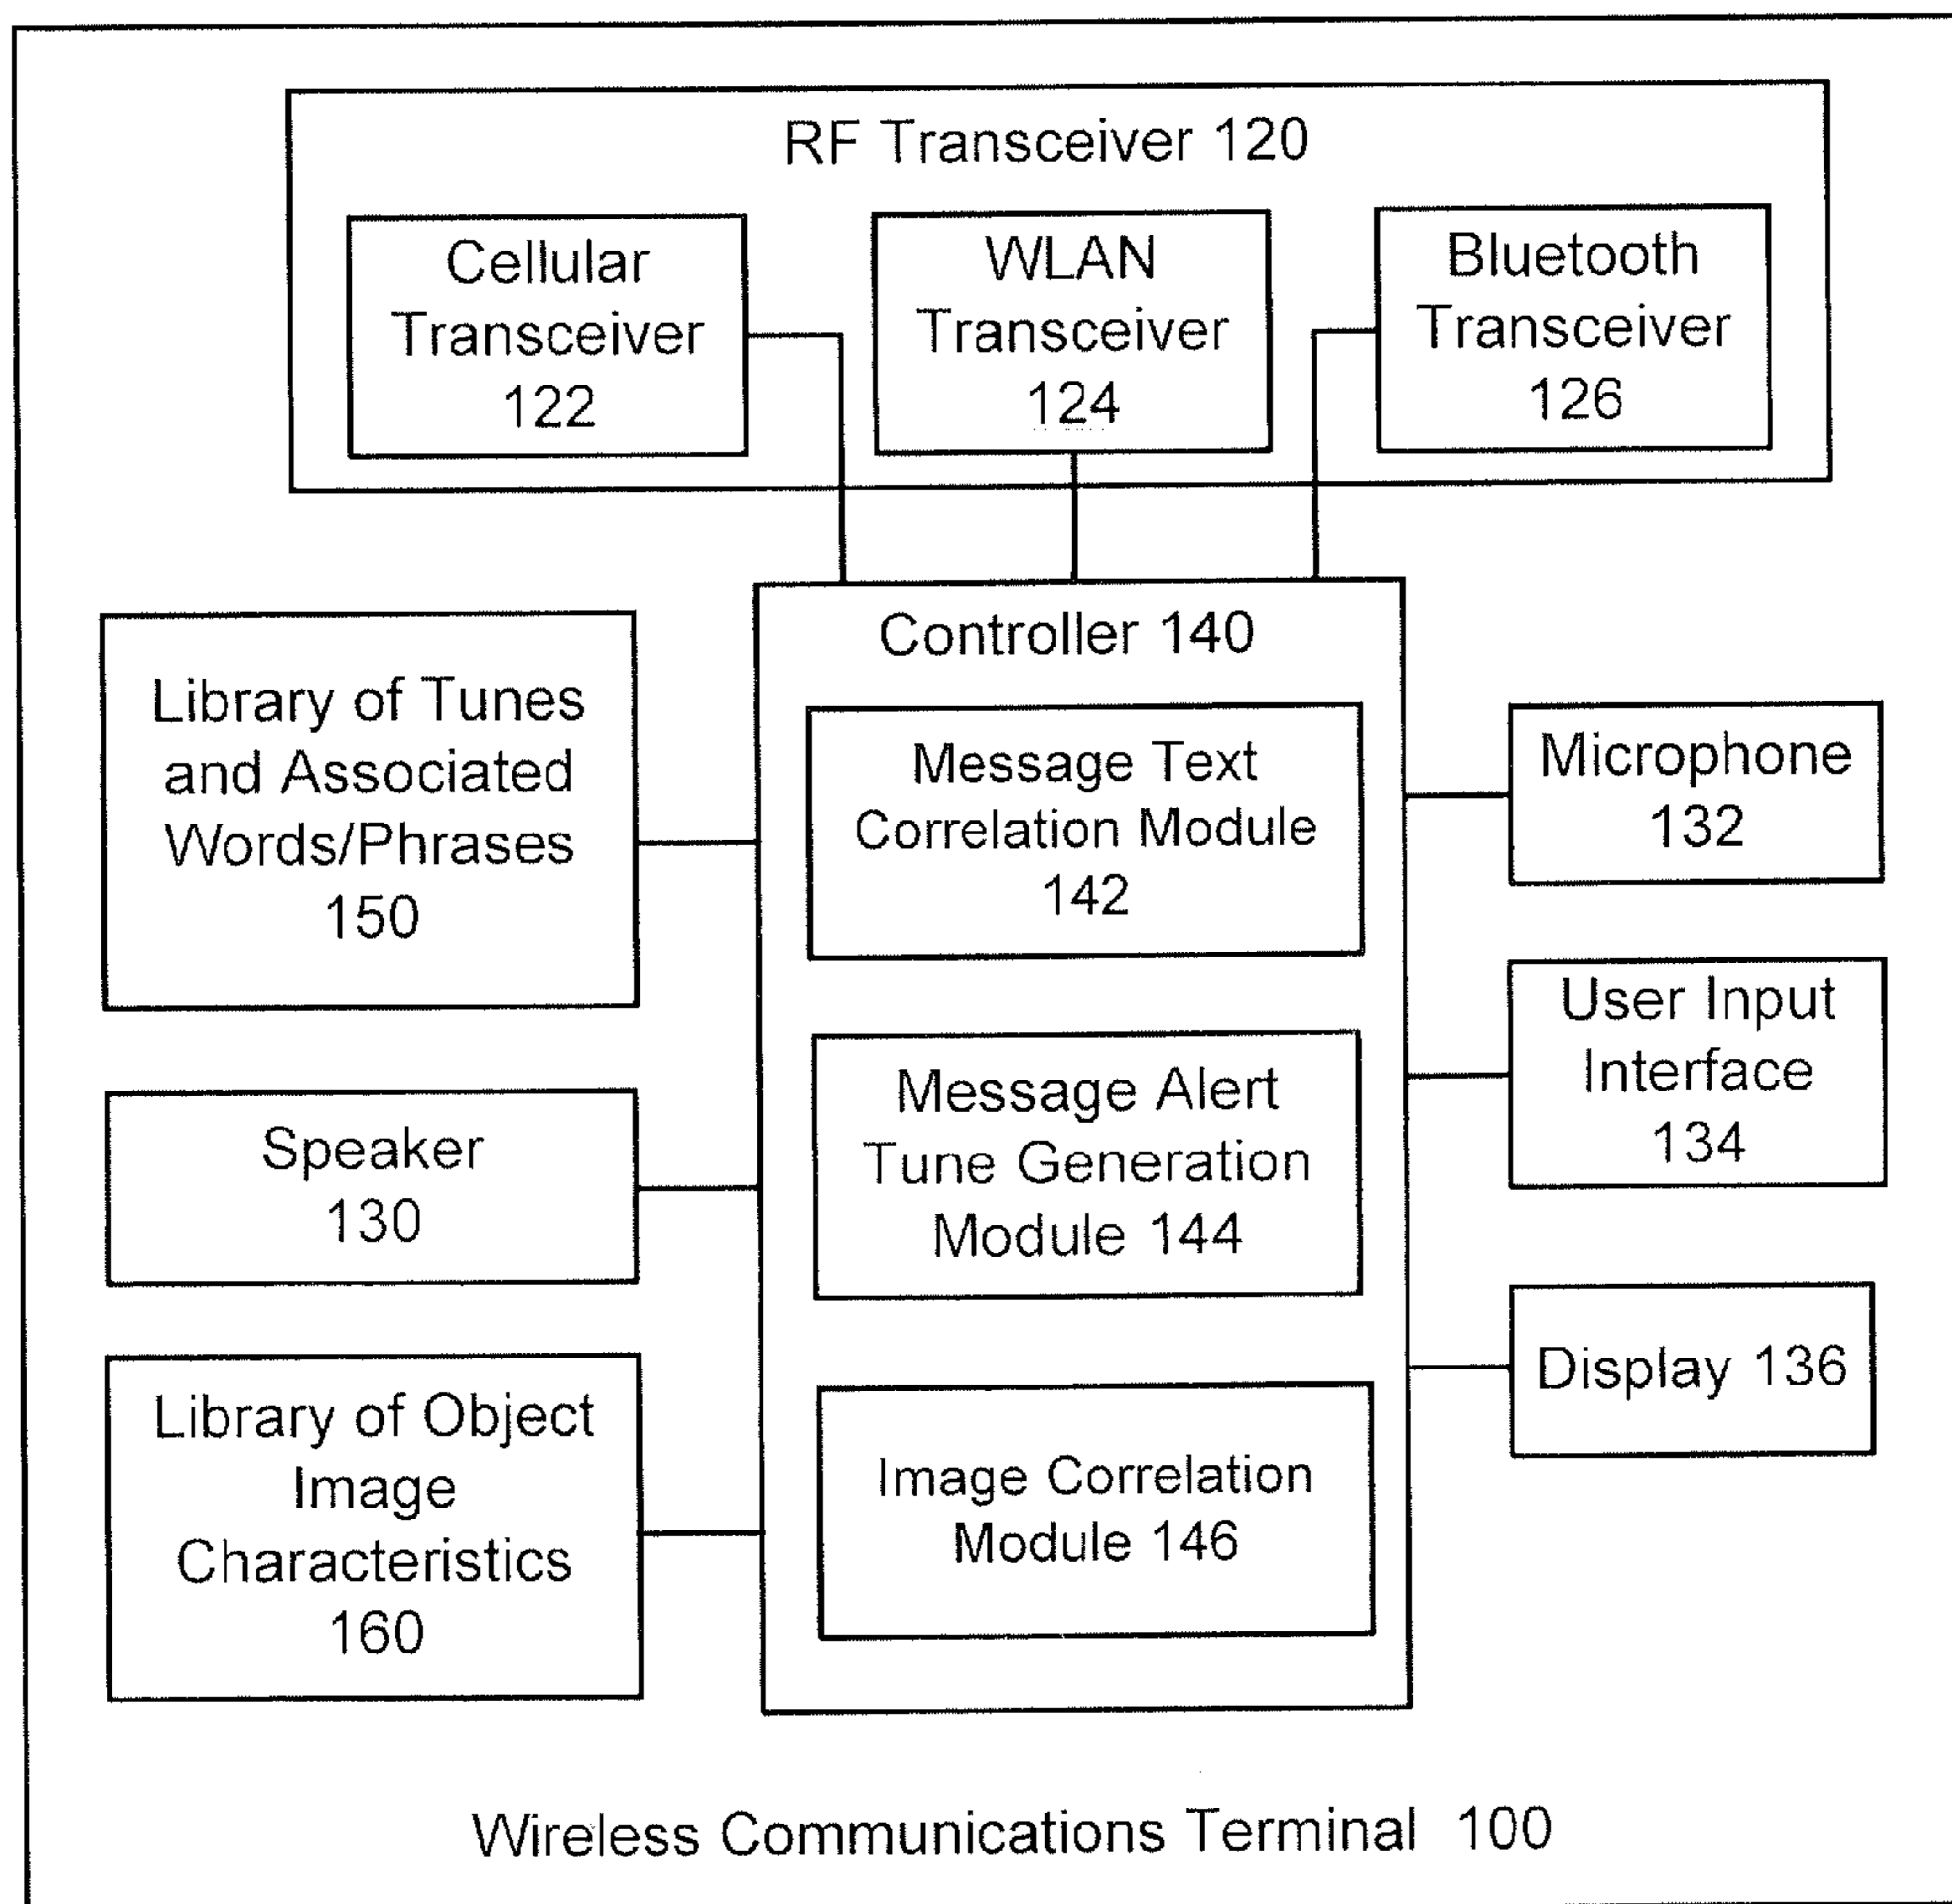 RF Transceiver 120
Cellular
Transceiver
122
WLAN
Transceiver
124
Bluetooth
Transceiver
126
Library of Tunes
and Associated
Words/Phrases
150
Speaker
130
Library of Object
Image
Characteristics
160
Controller 140
Message Text
Correlation Module
142
Message Alert
Tune Generation
Module 144
Image Correlation
Module 146
Microphone
132
User Input
Interface
134
Display 136
Wireless Communications Terminal 100